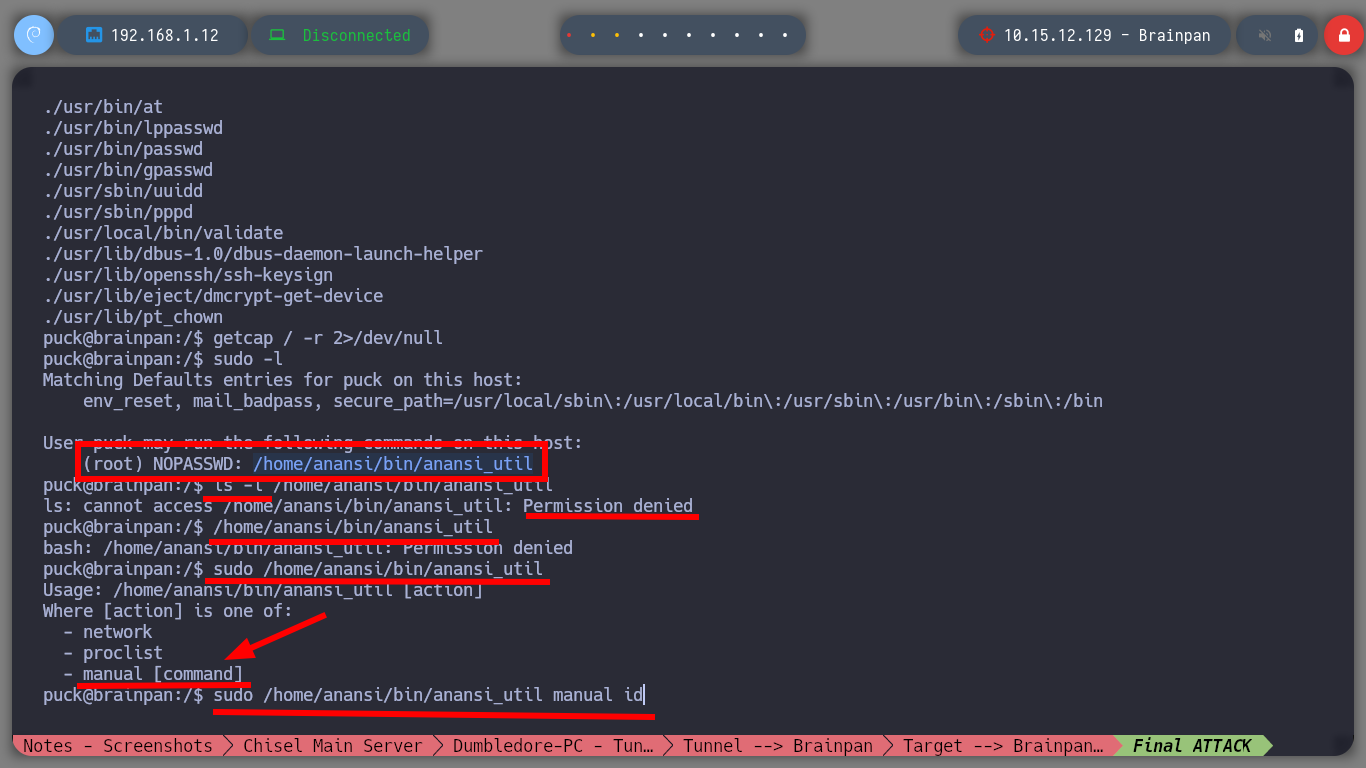 192.168.1.12
Disconnected
10.15.12.129 - Brainpan
./usr/bin/at
./usr/bin/lppasswd
./usr/bin/passwd
./usr/bin/gpasswd
./usr/sbin/uuidd
./usr/sbin/pppd
./usr/local/bin/validate
./usr/lib/dbus-1.0/dbus-daemon-launch-helper
./usr/lib/openssh/ssh-keysign
./usr/lib/eject/dmcrypt-get-device
./usr/lib/pt_chown
puck@brainpan:/$ getcap / -r 2>/dev/null
puck@brainpan:/$ sudo -l
Matching Defaults entries for puck on this host:
    env_reset, mail_badpass, secure_path=/usr/local/sbin\:/usr/local/bin\:/usr/sbin\:/usr/bin\:/sbin\:/bin
User puck may run the following commands on this host:
    (root) NOPASSWD: /home/anansi/bin/anansi_util
puck@brainpan:/$ ls -l /home/anansi/bin/anansi_util
ls: cannot access /home/anansi/bin/anansi_util: Permission denied
puck@brainpan:/$ /home/anansi/bin/anansi_util
bash: /home/anansi/bin/anansi_util: Permission denied
puck@brainpan:/$ sudo /home/anansi/bin/anansi_util
Usage: /home/anansi/bin/anansi_util [action]
Where [action] is one of:
  - network
  - proclist
  - manual [command]
puck@brainpan:/$ sudo /home/anansi/bin/anansi_util manual id
Notes - Screenshots
Chisel Main Server
Dumbledore-PC - Tun…
Tunnel --> Brainpan
Target --> Brainpan…
Final ATTACK